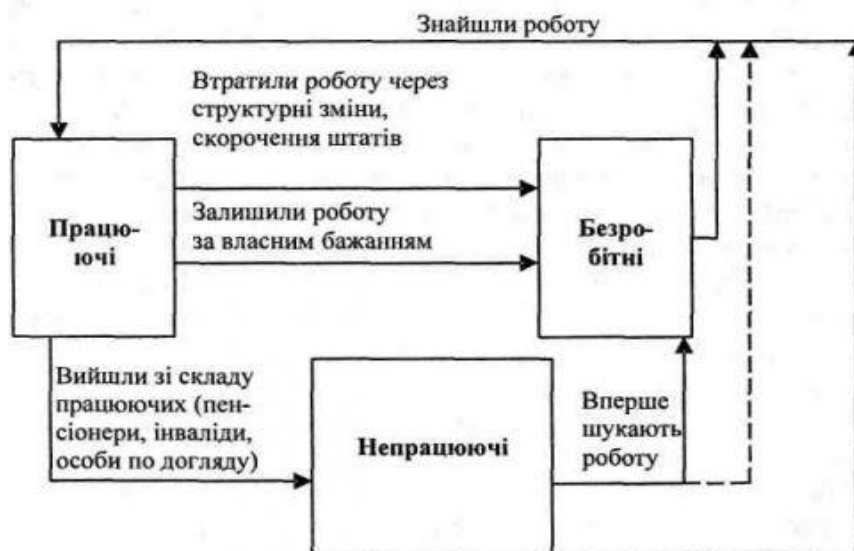 Знайшли роботу
Втратили роботу через
структурні зміни,
скорочення штатів
Працю-
ючі
Залишили роботу
за власним бажанням
Безро-
бітні
Вийшли зі складу
працюючих (пен-
сіонери, інваліди,
особи по догляду)
Непрацюючі
Вперше
шукають
роботу